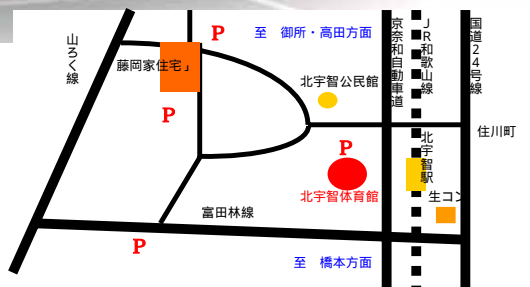 山ろく線
P
至 御所・高田方面
京奈和自動車道
JR和歌山線
国道24号線
藤岡家住宅」
北宇智公民館
P
住川町
P
北宇智駅
北宇智体育館
生コン
富田林線
P
至 橋本方面